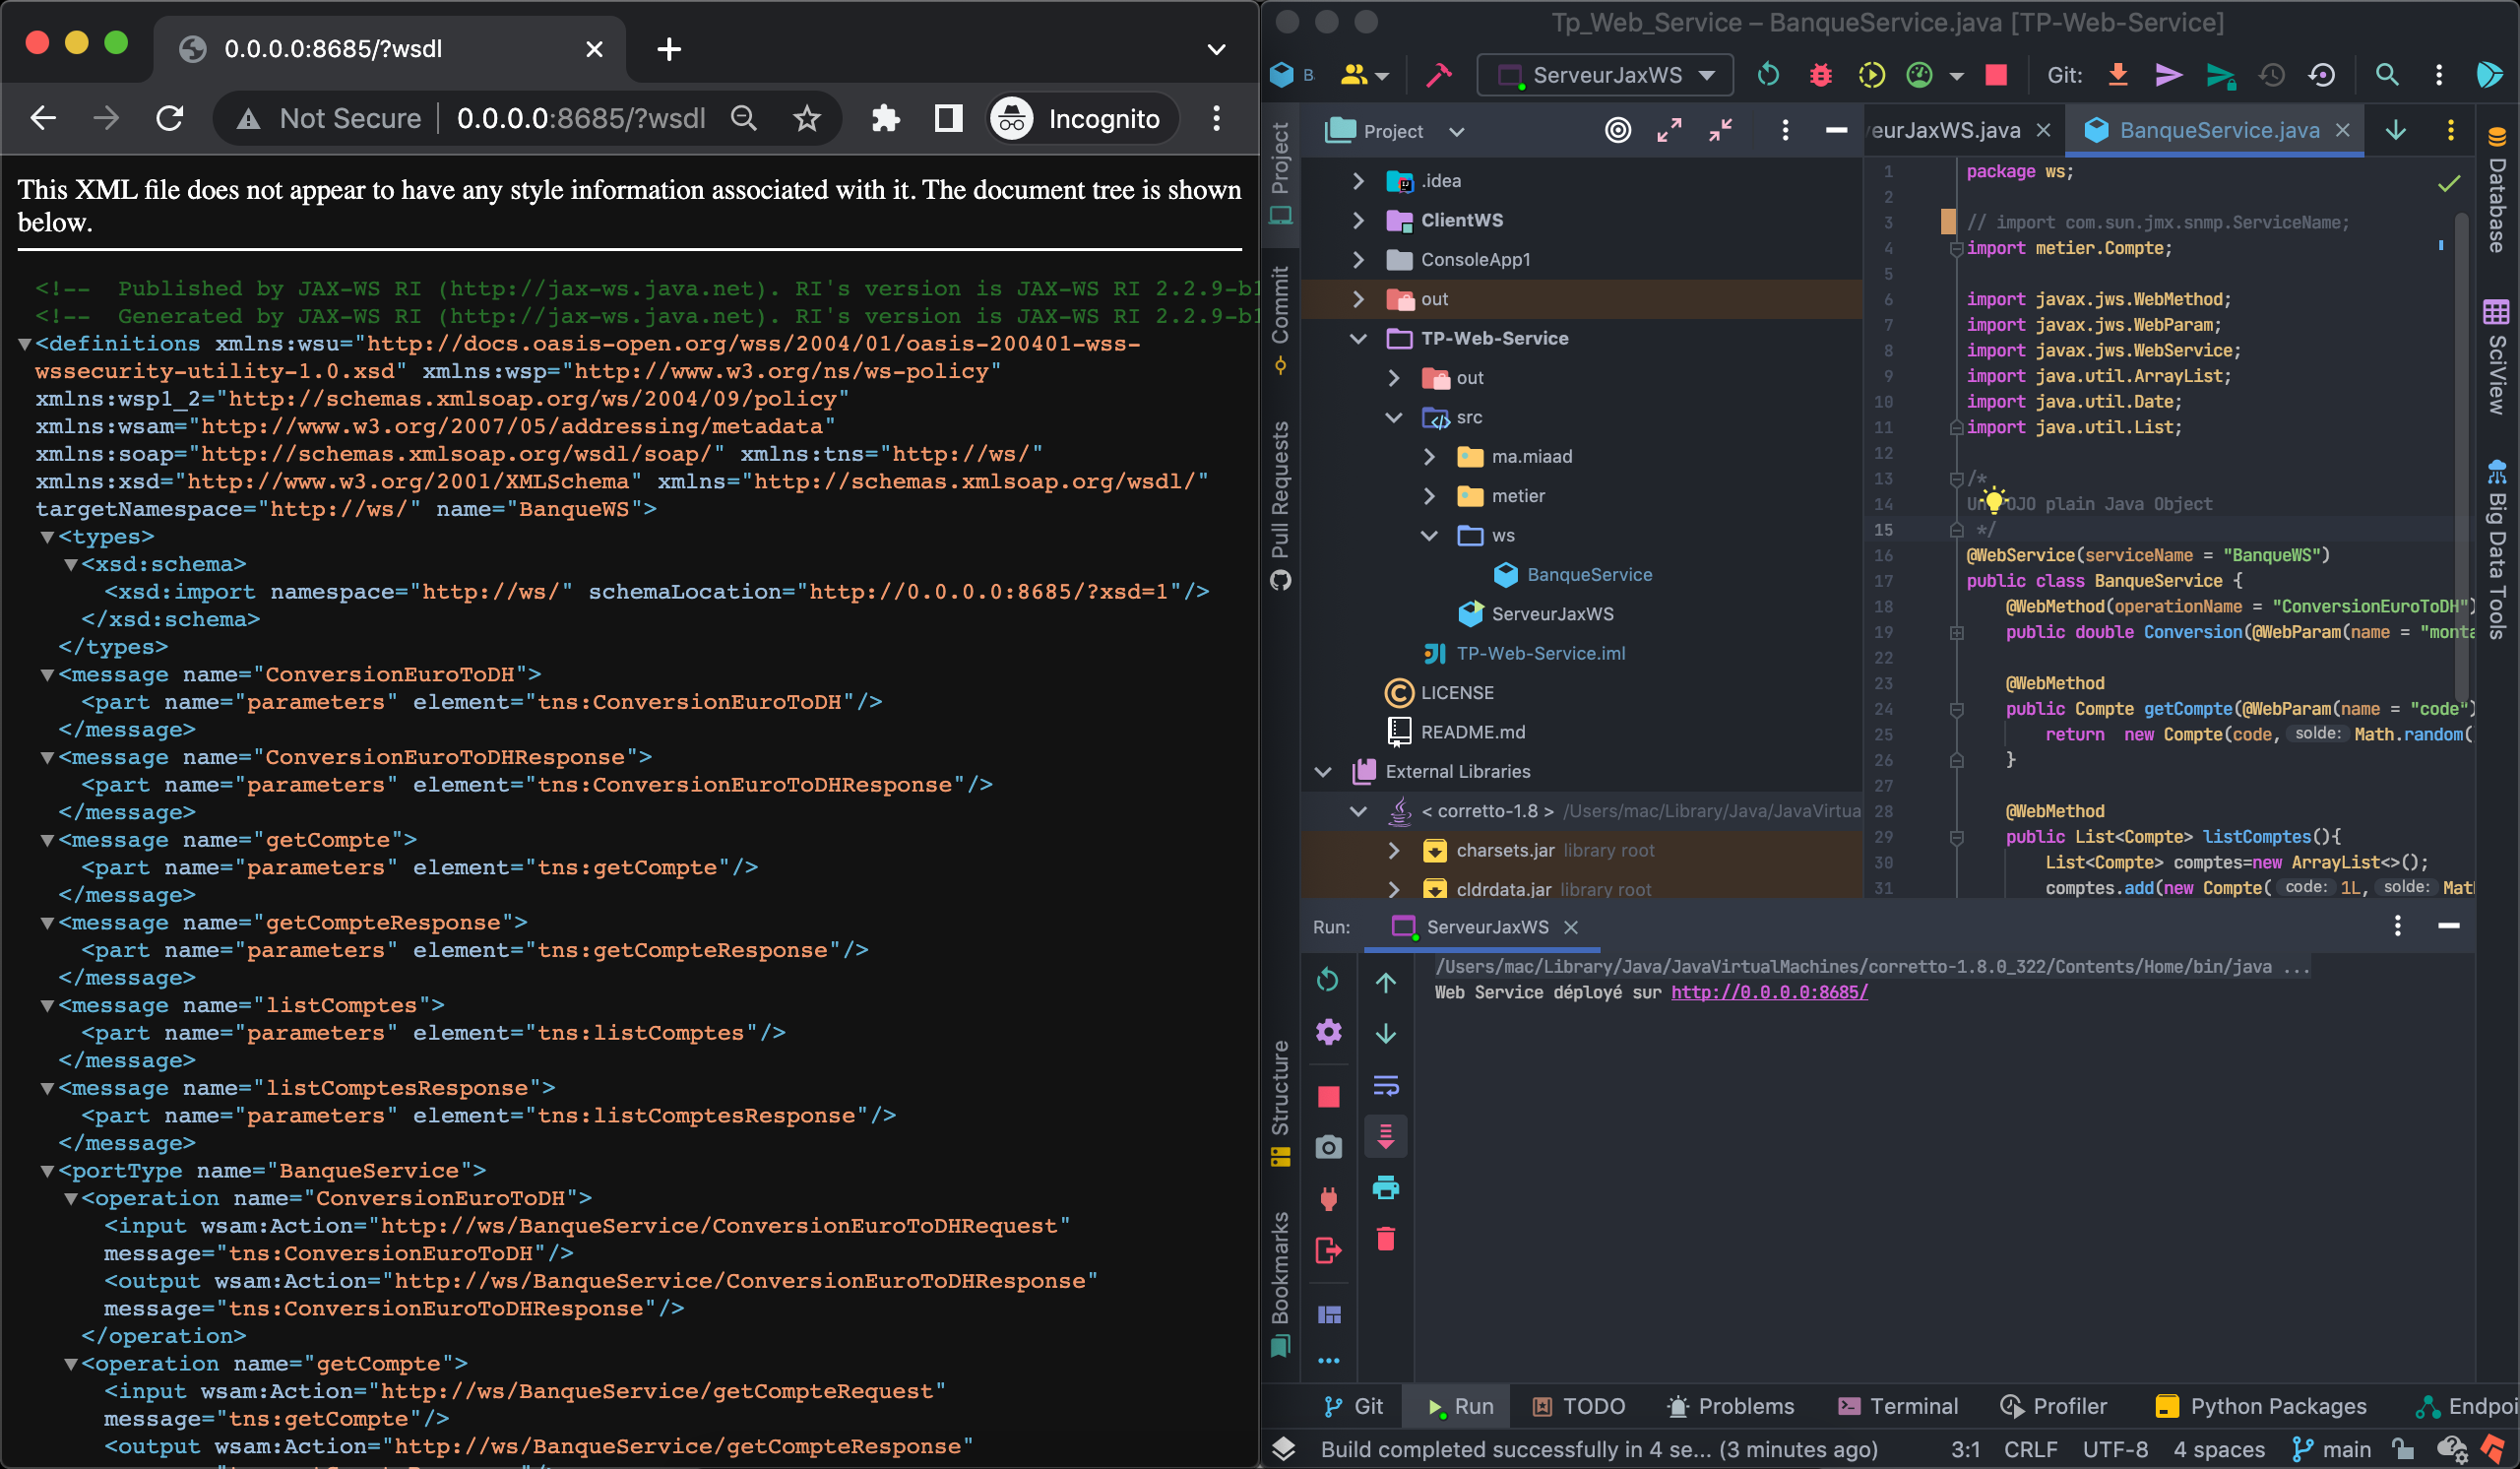 0.0.0.0:8685/?wsdl
Not Secure
0.0.0.0:8685/?wsdl
Incognito
This XML file does not appear to have any style information associated with it. The document tree is shown
below.
<!--  Published by JAX-WS RI (http://jax-ws.java.net). RI's version is JAX-WS RI 2.2.9-b1
<!--  Generated by JAX-WS RI (http://jax-ws.java.net). RI's version is JAX-WS RI 2.2.9-b1
▼<definitions xmlns:wsu="http://docs.oasis-open.org/wss/2004/01/oasis-200401-wss-
wssecurity-utility-1.0.xsd" xmlns:wsp="http://www.w3.org/ns/ws-policy"
xmlns:wsp1_2="http://schemas.xmlsoap.org/ws/2004/09/policy"
xmlns:wsam="http://www.w3.org/2007/05/addressing/metadata"
xmlns:soap="http://schemas.xmlsoap.org/wsdl/soap/" xmlns:tns="http://ws/"
xmlns:xsd="http://www.w3.org/2001/XMLSchema" xmlns="http://schemas.xmlsoap.org/wsdl/"
targetNamespace="http://ws/" name="BanqueWS">
▼<types>
▼<xsd:schema>
<xsd:import namespace="http://ws/" schemaLocation="http://0.0.0.0:8685/?xsd=1"/>
</xsd:schema>
</types>
▼<message name="ConversionEuroToDH">
<part name="parameters" element="tns:ConversionEuroToDH"/>
</message>
▼<message name="ConversionEuroToDHResponse">
<part name="parameters" element="tns:ConversionEuroToDHResponse"/>
</message>
▼<message name="getCompte">
<part name="parameters" element="tns:getCompte"/>
</message>
▼<message name="getCompteResponse">
<part name="parameters" element="tns:getCompteResponse"/>
</message>
▼<message name="listComptes">
<part name="parameters" element="tns:listComptes"/>
</message>
▼<message name="listComptesResponse">
<part name="parameters" element="tns:listComptesResponse"/>
</message>
▼<portType name="BanqueService">
▼<operation name="ConversionEuroToDH">
<input wsam:Action="http://ws/BanqueService/ConversionEuroToDHRequest"
message="tns:ConversionEuroToDH"/>
<output wsam:Action="http://ws/BanqueService/ConversionEuroToDHResponse"
message="tns:ConversionEuroToDHResponse"/>
</operation>
▼<operation name="getCompte">
<input wsam:Action="http://ws/BanqueService/getCompteRequest"
message="tns:getCompte"/>
<output wsam:Action="http://ws/BanqueService/getCompteResponse"
Tp_Web_Service – BanqueService.java [TP-Web-Service]
ServeurJaxWS
Git:
Project
Commit
Pull Requests
Structure
Bookmarks
Project
.idea
ClientWS
ConsoleApp1
out
TP-Web-Service
out
src
ma.miaad
metier
ws
BanqueService
ServeurJaxWS
TP-Web-Service.iml
LICENSE
README.md
External Libraries
< corretto-1.8 > /Users/mac/Library/Java/JavaVirtua
charsets.jar library root
cldrdata.jar library root
veurJaxWS.java
BanqueService.java
1 package ws;
2
3 // import com.sun.jmx.snmp.ServiceName;
4 import metier.Compte;
5
6 import javax.jws.WebMethod;
7 import javax.jws.WebParam;
8 import javax.jws.WebService;
9 import java.util.ArrayList;
10 import java.util.Date;
11 import java.util.List;
12
13 /*
14 Un POJO plain Java Object
15 */
16 @WebService(serviceName = "BanqueWS")
17 public class BanqueService {
18 @WebMethod(operationName = "ConversionEuroToDH")
19 public double Conversion(@WebParam(name = "monta
22
23 @WebMethod
24 public Compte getCompte(@WebParam(name = "code")
25 return  new Compte(code, solde: Math.random(
26 }
27
28 @WebMethod
29 public List<Compte> listComptes(){
30 List<Compte> comptes=new ArrayList<>();
31 comptes.add(new Compte( code: 1L, solde: Mat
Database
SciView
Big Data Tools
Run:
ServeurJaxWS
/Users/mac/Library/Java/JavaVirtualMachines/corretto-1.8.0_322/Contents/Home/bin/java ...
Web Service déployé sur http://0.0.0.0:8685/
Git
Run
TODO
Problems
Terminal
Profiler
Python Packages
Endpoi
Build completed successfully in 4 se... (3 minutes ago)
3:1
CRLF
UTF-8
4 spaces
main